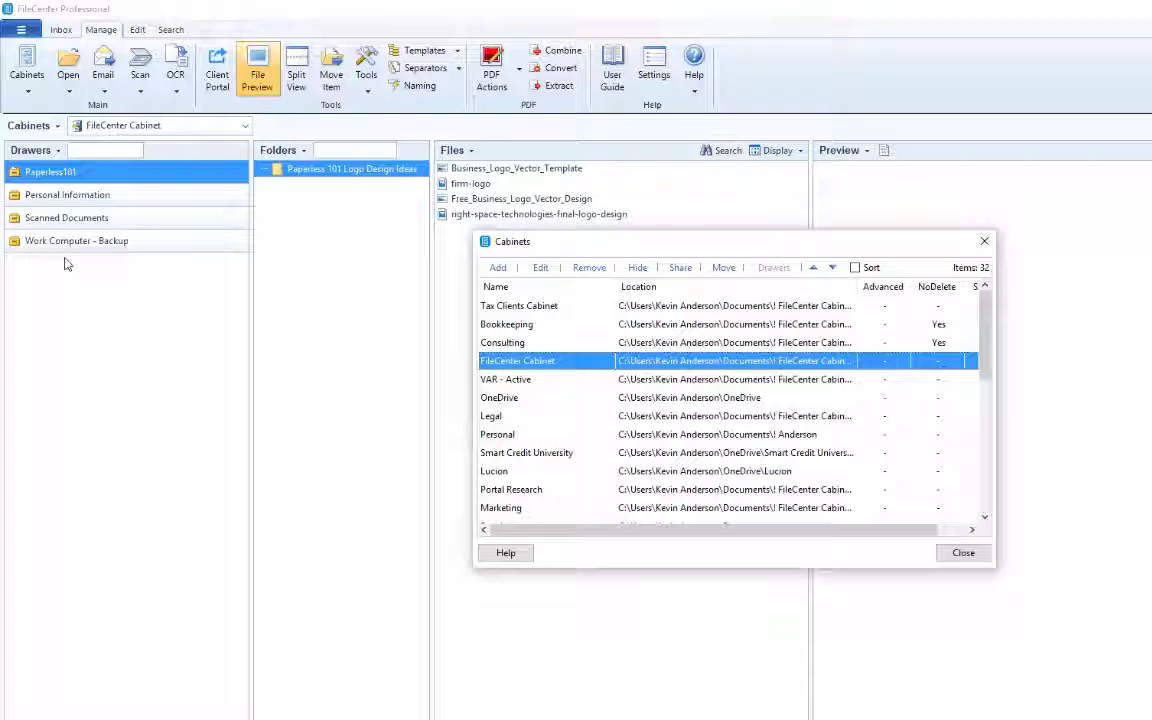 FileCenter Professional
Inbox Manage Edit Search
Cabinets Open Email Scan OCR
Main
Client Portal File Preview Split View Move Item Tools
Templates
Separators
Naming
Tools
PDF Actions
Combine
Convert
Extract
PDF
User Guide Settings Help
Help
Cabinets FileCenter Cabinet
Drawers
Paperless101
Personal Information
Scanned Documents
Work Computer - Backup
Folders
Paperless 101 Logo Design Ideas
Files Search Display
Business_Logo_Vector_Template
firm-logo
Free_Business_Logo_Vector_Design
right-space-technologies-final-logo-design
Preview
Cabinets
Add Edit Remove Hide Share Move Drawers Sort Items: 32
Name Location Advanced NoDelete S
Tax Clients Cabinet C:\Users\Kevin Anderson\Documents\! FileCenter Cabin... - -
Bookkeeping C:\Users\Kevin Anderson\Documents\! FileCenter Cabin... - Yes
Consulting C:\Users\Kevin Anderson\Documents\! FileCenter Cabin... - Yes
FileCenter Cabinet C:\Users\Kevin Anderson\Documents\! FileCenter Cabin... - -
VAR - Active C:\Users\Kevin Anderson\Documents\! FileCenter Cabin... - -
OneDrive C:\Users\Kevin Anderson\OneDrive - -
Legal C:\Users\Kevin Anderson\Documents\! FileCenter Cabin... - -
Personal C:\Users\Kevin Anderson\Documents\! Anderson - -
Smart Credit University C:\Users\Kevin Anderson\OneDrive\Smart Credit Univers... - -
Lucion C:\Users\Kevin Anderson\OneDrive\Lucion - -
Portal Research C:\Users\Kevin Anderson\Documents\! FileCenter Cabin... - -
Marketing C:\Users\Kevin Anderson\Documents\! FileCenter Cabin... - -
Help Close